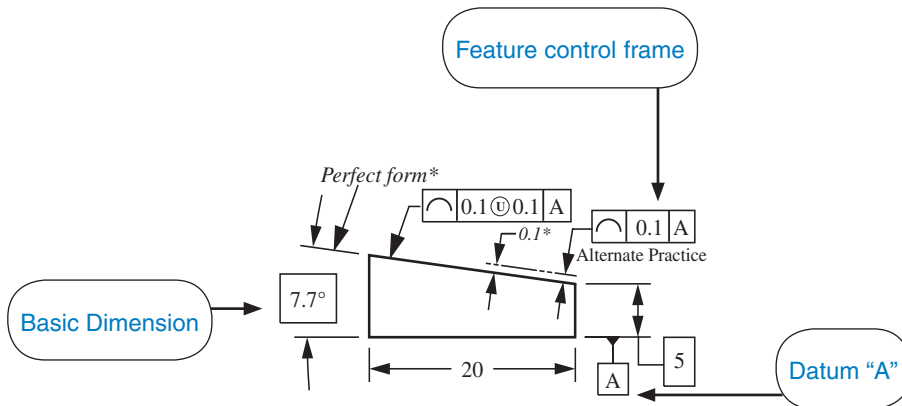 Feature control frame
Perfect form*
0.1 Ⓤ 0.1 A
0.1*
0.1 A
Alternate Practice
7.7°
Basic Dimension
20
A
5
Datum “A”